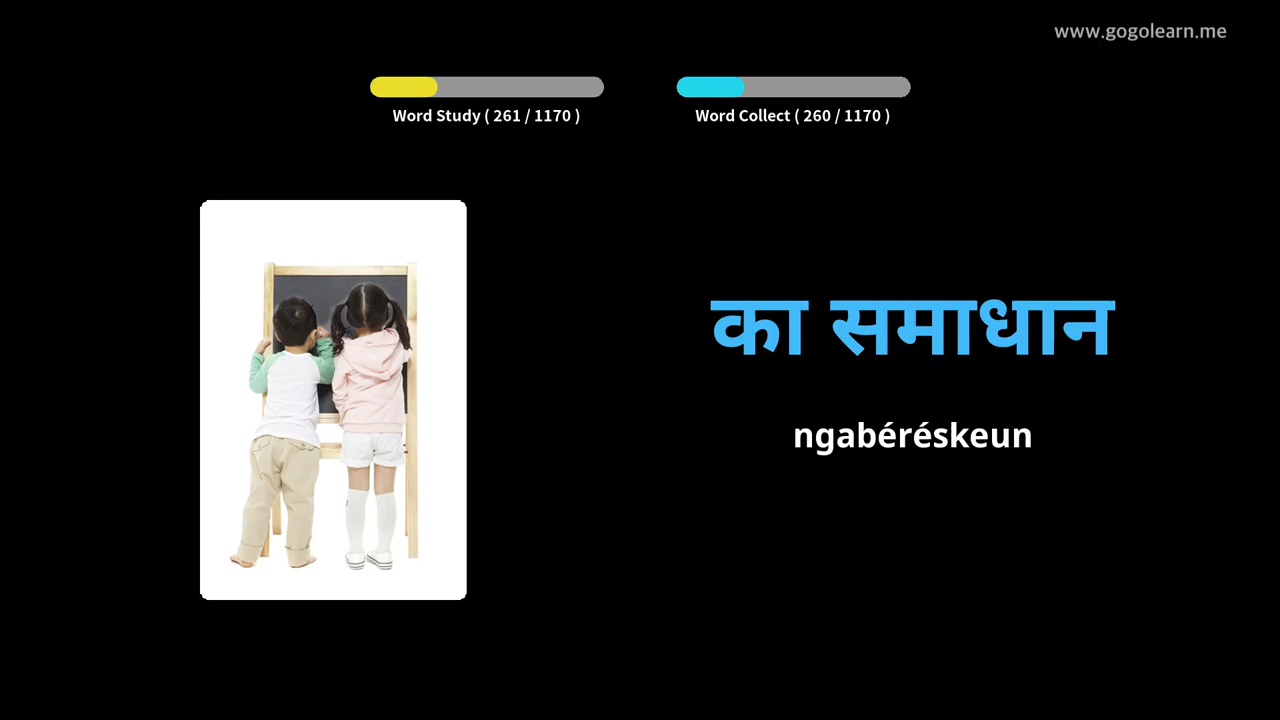 www.gogolearn.me
Word Study ( 261 / 1170 )
Word Collect ( 260 / 1170 )
का समाधान
ngabéréskeun